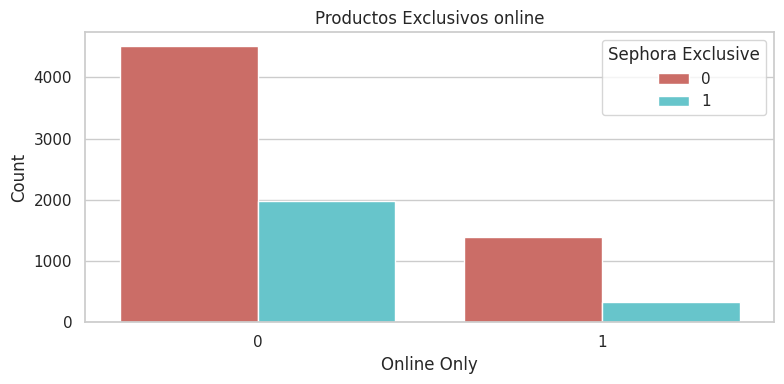 Productos Exclusivos online
Sephora Exclusive
0
1
4000
3000
2000
1000
0
Count
0
1
Online Only